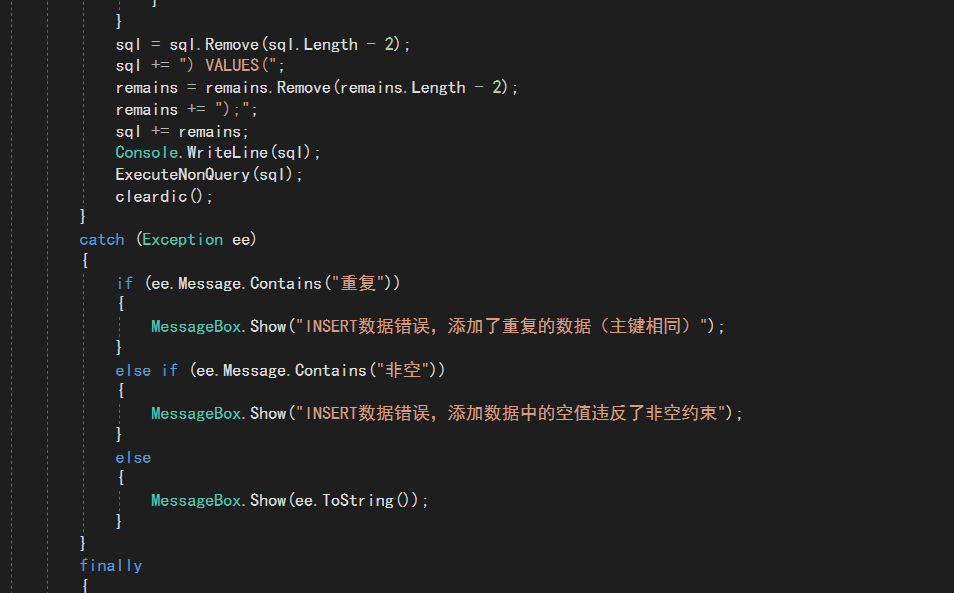 }
}
sql = sql.Remove(sql.Length - 2);
sql += ") VALUES(";
remains = remains.Remove(remains.Length - 2);
remains += ");";
sql += remains;
Console.WriteLine(sql);
ExecuteNonQuery(sql);
cleardic();
}
catch (Exception ee)
{
if (ee.Message.Contains("重复"))
{
MessageBox.Show("INSERT数据错误，添加了重复的数据（主键相同）");
}
else if (ee.Message.Contains("非空"))
{
MessageBox.Show("INSERT数据错误，添加数据中的空值违反了非空约束");
}
else
{
MessageBox.Show(ee.ToString());
}
}
finally
{